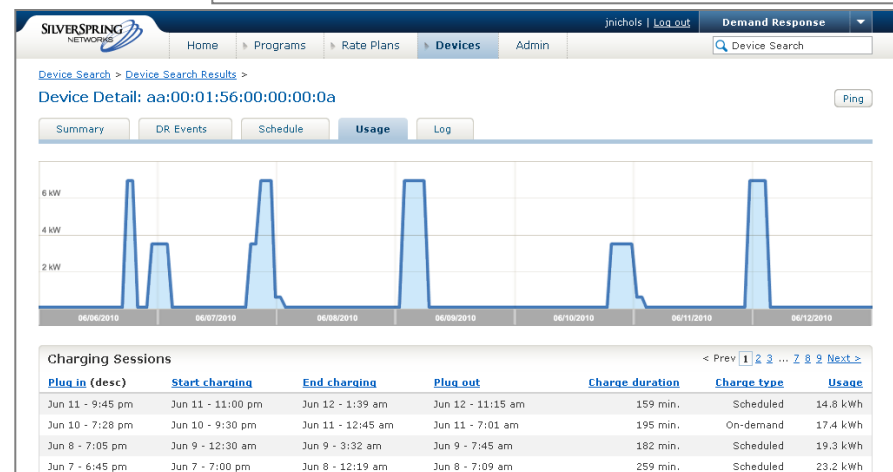 SILVERSPRING
NETWORKS
jnichols | Log out
Demand Response
Home
Programs
Rate Plans
Devices
Admin
Device Search
Device Search > Device Search Results >
Device Detail: aa:00:01:56:00:00:00:0a
Ping
Summary
DR Events
Schedule
Usage
Log
6 kW
4 kW
2 kW
06/06/2010 06/07/2010 06/08/2010 06/09/2010 06/10/2010 06/11/2010 06/12/2010
Charging Sessions
< Prev 1 2 3 ... 7 8 9 Next >
Plug in (desc) Start charging End charging Plug out Charge duration Charge type Usage
Jun 11 - 9:45 pm Jun 11 - 11:00 pm Jun 12 - 1:39 am Jun 12 - 11:15 am 159 min. Scheduled 14.8 kWh
Jun 10 - 7:28 pm Jun 10 - 9:30 pm Jun 11 - 12:45 am Jun 11 - 7:01 am 195 min. On-demand 17.4 kWh
Jun 8 - 7:05 pm Jun 9 - 12:30 am Jun 9 - 3:32 am Jun 9 - 7:45 am 182 min. Scheduled 19.3 kWh
Jun 7 - 6:45 pm Jun 7 - 7:00 pm Jun 8 - 12:19 am Jun 8 - 7:09 am 259 min. Scheduled 23.2 kWh